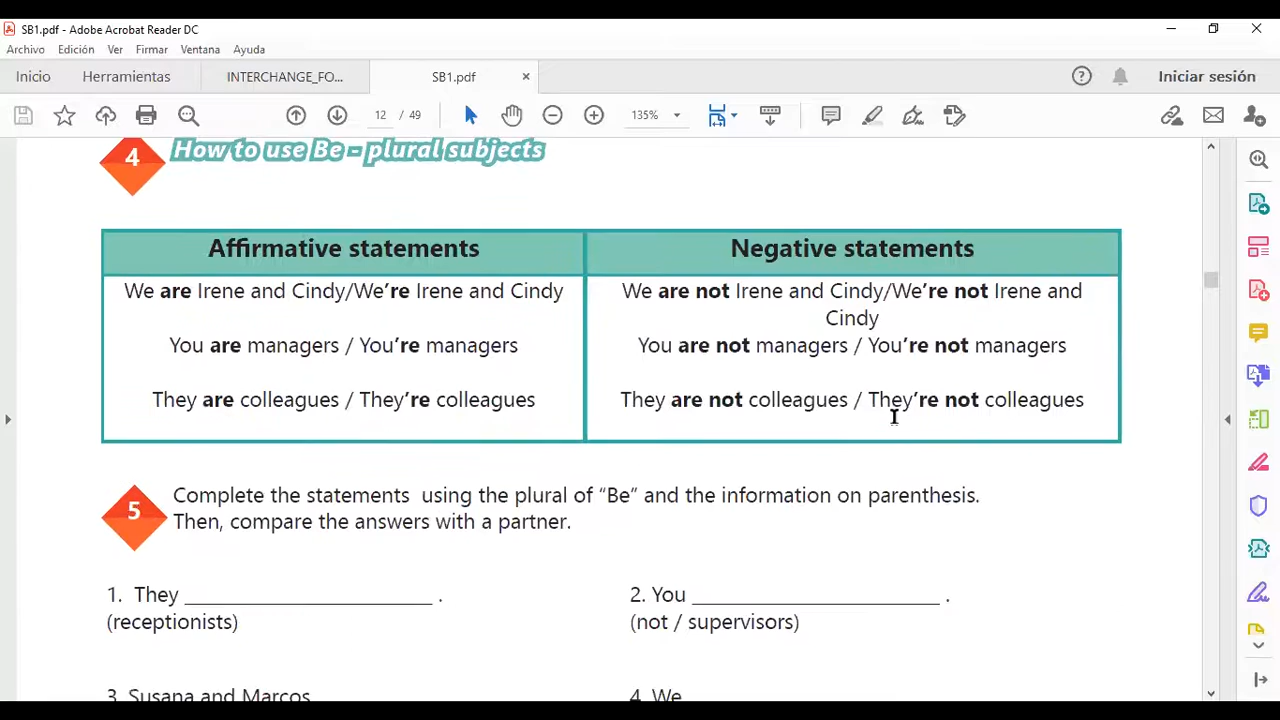 SB1.pdf - Adobe Acrobat Reader DC
Archivo Edición Ver Firmar Ventana Ayuda
Inicio Herramientas INTERCHANGE_FO... SB1.pdf × Iniciar sesión
12 / 49 135%
4 How to use Be - plural subjects
Affirmative statements Negative statements
We are Irene and Cindy/We’re Irene and Cindy
We are not Irene and Cindy/We’re not Irene and
Cindy
You are managers / You’re managers
You are not managers / You’re not managers
They are colleagues / They’re colleagues
They are not colleagues / They’re not colleagues
5 Complete the statements using the plural of “Be” and the information on parenthesis.
Then, compare the answers with a partner.
1. They ________________________ .
(receptionists)
2. You ________________________ .
(not / supervisors)
3. Susana and Marcos
4. We